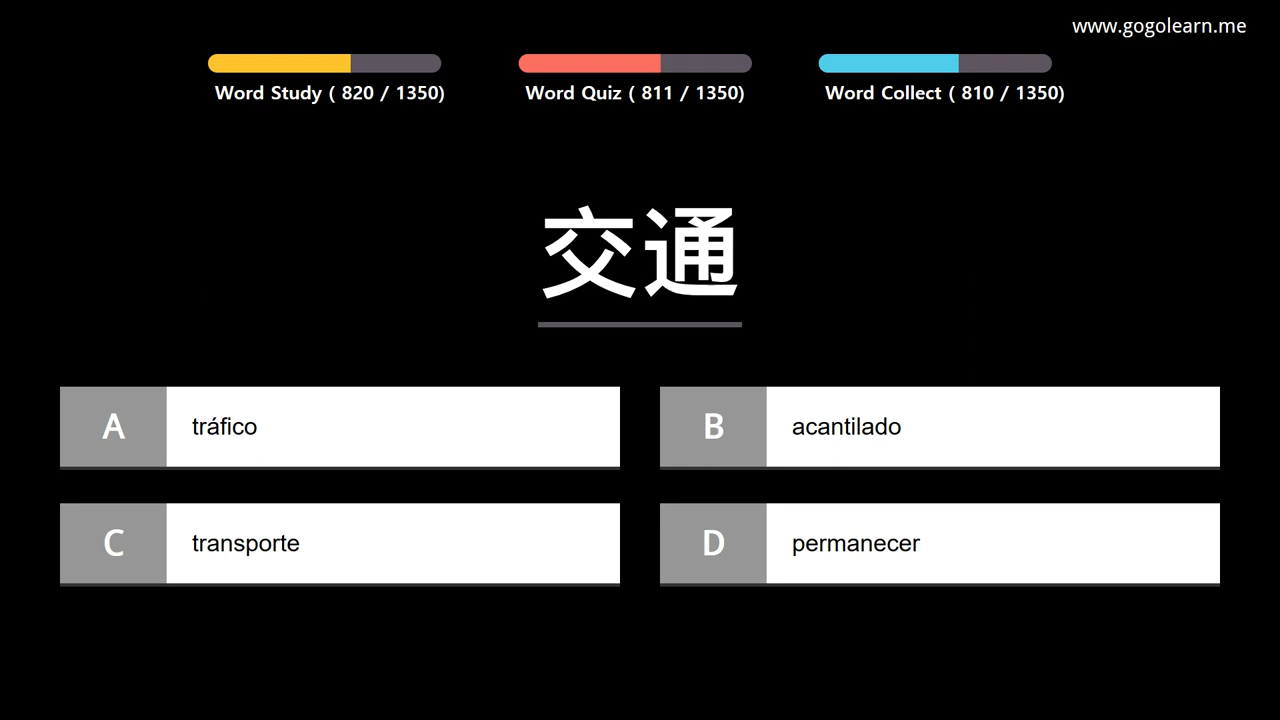 www.gogolearn.me
Word Study ( 820 / 1350)
Word Quiz ( 811 / 1350)
Word Collect ( 810 / 1350)
交通
A tráfico
B acantilado
C transporte
D permanecer